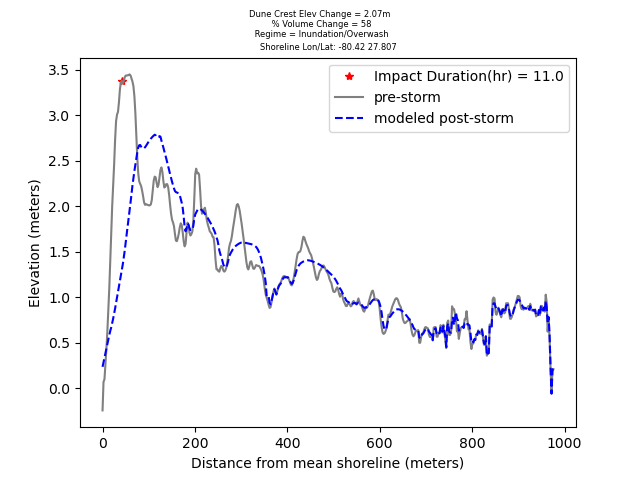 Dune Crest Elev Change = 2.07m
% Volume Change = 58
Regime = Inundation/Overwash
Shoreline Lon/Lat: -80.42 27.807
Impact Duration(hr) = 11.0
pre-storm
modeled post-storm
3.5
3.0
2.5
2.0
1.5
1.0
0.5
0.0
Elevation (meters)
0 200 400 600 800 1000
Distance from mean shoreline (meters)